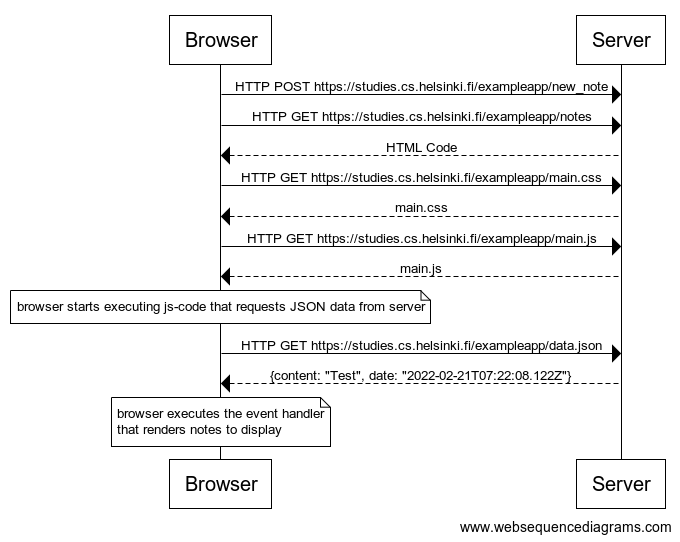 Browser
Server
HTTP POST https://studies.cs.helsinki.fi/exampleapp/new_note
HTTP GET https://studies.cs.helsinki.fi/exampleapp/notes
HTML Code
HTTP GET https://studies.cs.helsinki.fi/exampleapp/main.css
main.css
HTTP GET https://studies.cs.helsinki.fi/exampleapp/main.js
main.js
browser starts executing js-code that requests JSON data from server
HTTP GET https://studies.cs.helsinki.fi/exampleapp/data.json
{content: "Test", date: "2022-02-21T07:22:08.122Z"}
browser executes the event handler
that renders notes to display
Browser
Server
www.websequencediagrams.com